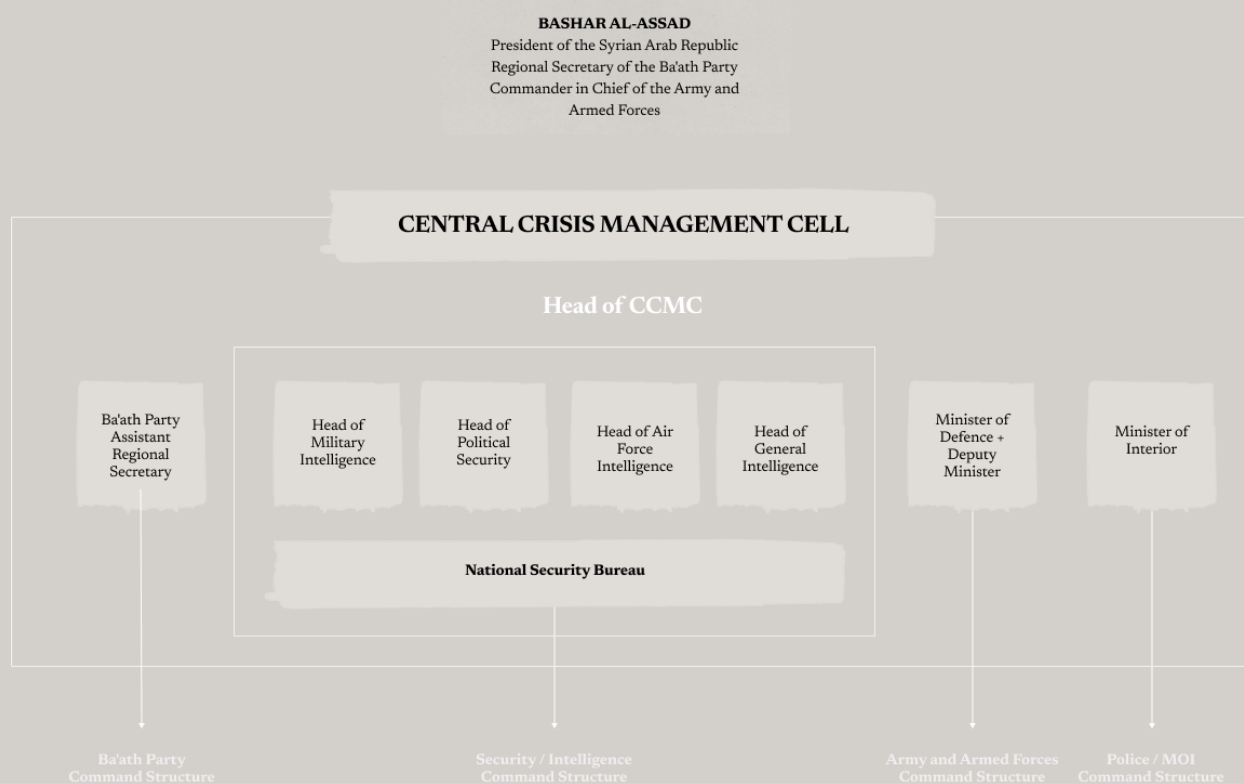 BASHAR AL-ASSAD
President of the Syrian Arab Republic
Regional Secretary of the Ba'ath Party
Commander in Chief of the Army and
Armed Forces
CENTRAL CRISIS MANAGEMENT CELL
Head of CCMC
Ba'ath Party
Assistant
Regional
Secretary
Head of
Military
Intelligence
Head of
Political
Security
Head of Air
Force
Intelligence
Head of
General
Intelligence
Minister of
Defence +
Deputy
Minister
Minister of
Interior
National Security Bureau
Ba'ath Party
Command Structure
Security / Intelligence
Command Structure
Army and Armed Forces
Command Structure
Police / MOI
Command Structure